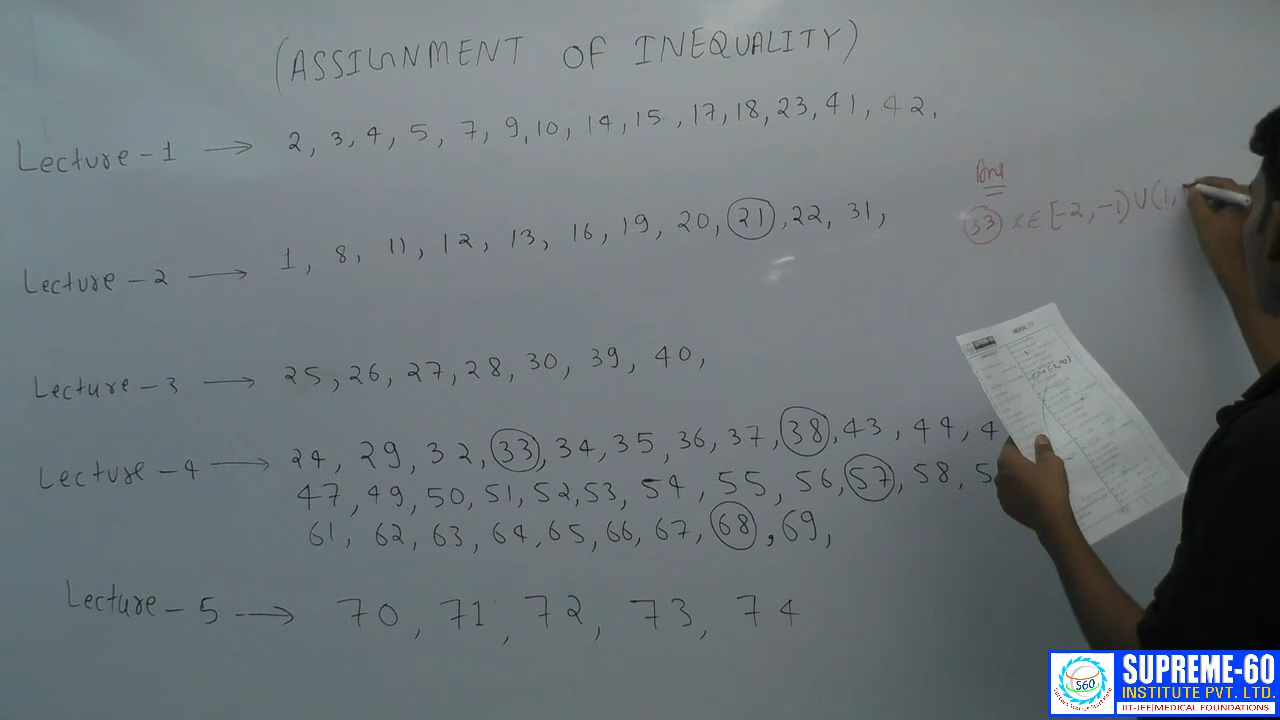 (ASSIGNMENT OF INEQUALITY)
Lecture-1 → 2, 3, 4, 5, 7, 9, 10, 14, 15, 17, 18, 23, 41, 42,
Ans
33 x∈[-2,-1)∪(1,
Lecture-2 → 1, 8, 11, 12, 13, 16, 19, 20, 21, 22, 31,
Lecture-3 → 25, 26, 27, 28, 30, 39, 40,
Lecture-4 → 24, 29, 32, 33, 34, 35, 36, 37, 38, 43, 44,
47, 49, 50, 51, 52, 53, 54, 55, 56, 57, 58,
61, 62, 63, 64, 65, 66, 67, 68, 69,
Lecture-5 → 70, 71, 72, 73, 74
S60
SUPREME-60
INSTITUTE PVT. LTD.
IIT-JEE|MEDICAL FOUNDATIONS